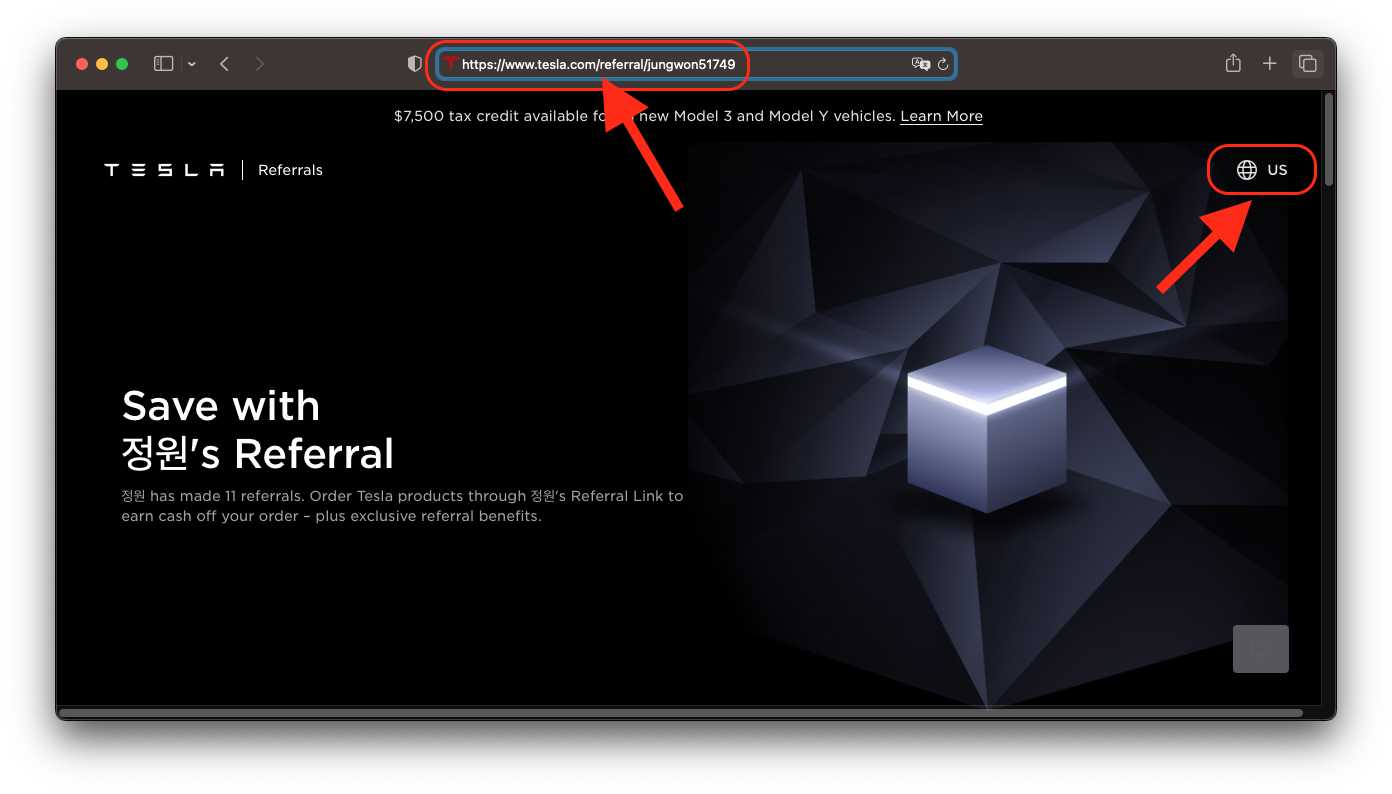 https://www.tesla.com/referral/jungwon51749
$7,500 tax credit available new Model 3 and Model Y vehicles. Learn More
TESLA | Referrals
US
Save with
정원's Referral
정원 has made 11 referrals. Order Tesla products through 정원's Referral Link to
earn cash off your order – plus exclusive referral benefits.